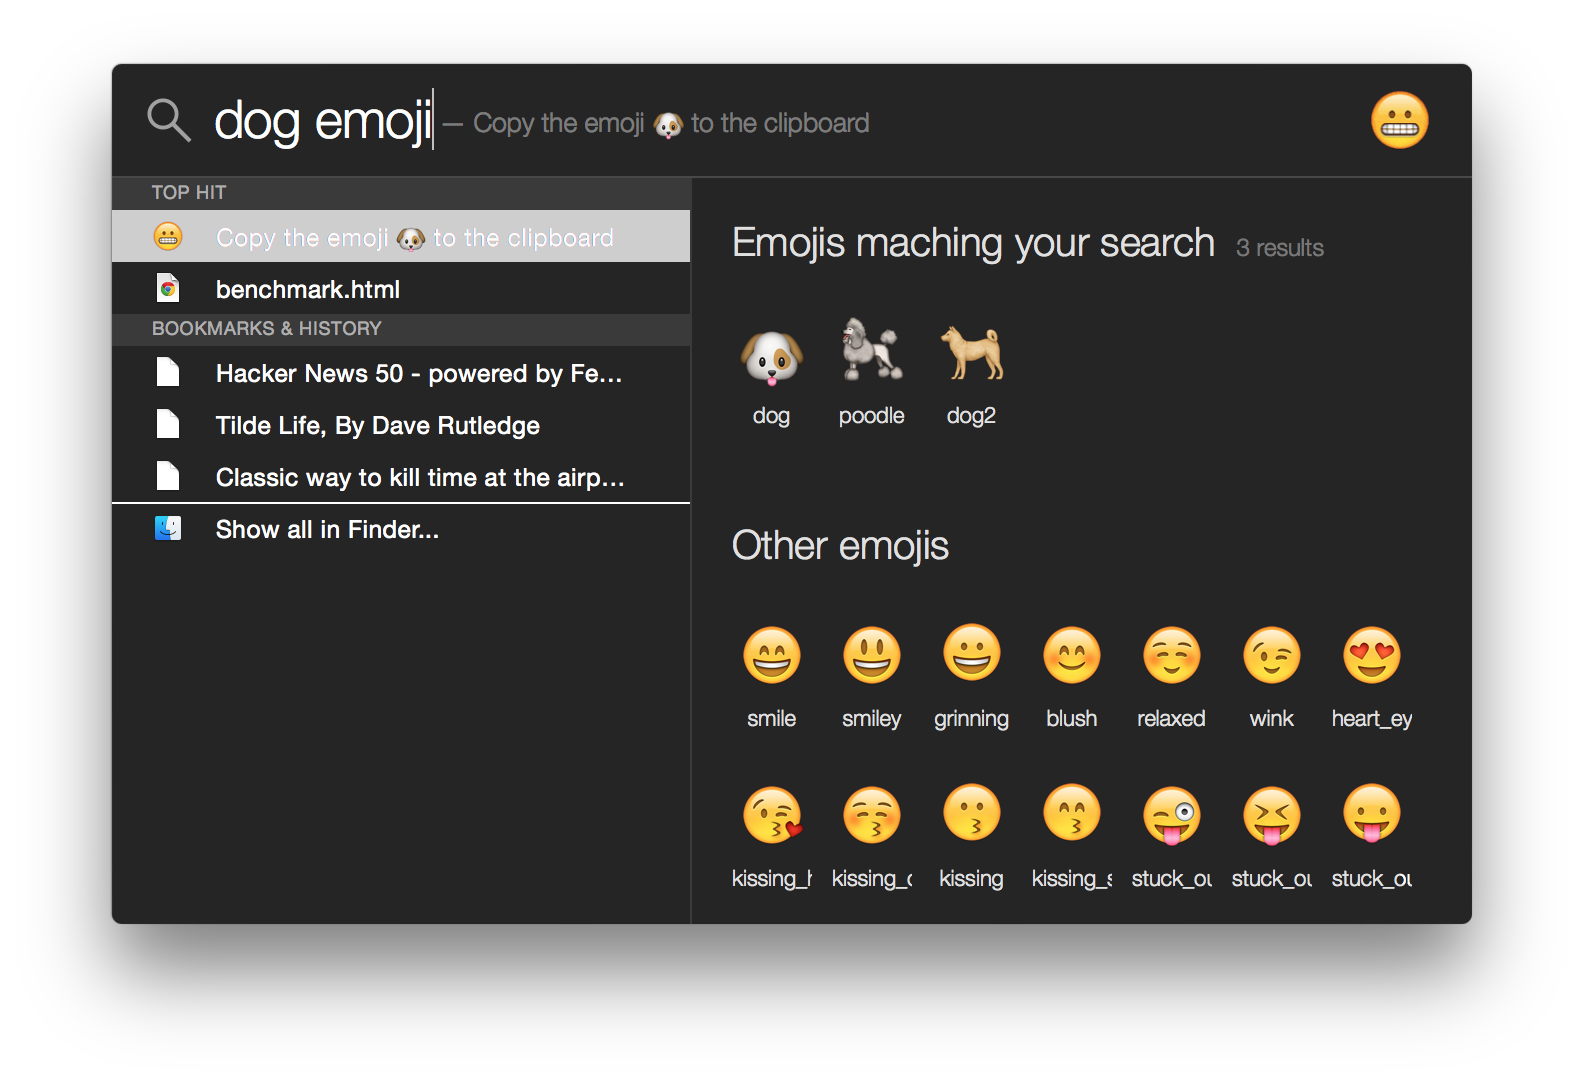 dog emoji — Copy the emoji 🐶 to the clipboard
TOP HIT
Copy the emoji 🐶 to the clipboard
benchmark.html
BOOKMARKS & HISTORY
Hacker News 50 - powered by Fe...
Tilde Life, By Dave Rutledge
Classic way to kill time at the airp...
Show all in Finder...
Emojis maching your search 3 results
dog poodle dog2
Other emojis
smile smiley grinning blush relaxed wink heart_ey
kissing_h kissing_c kissing kissing_s stuck_ou stuck_ou stuck_ou